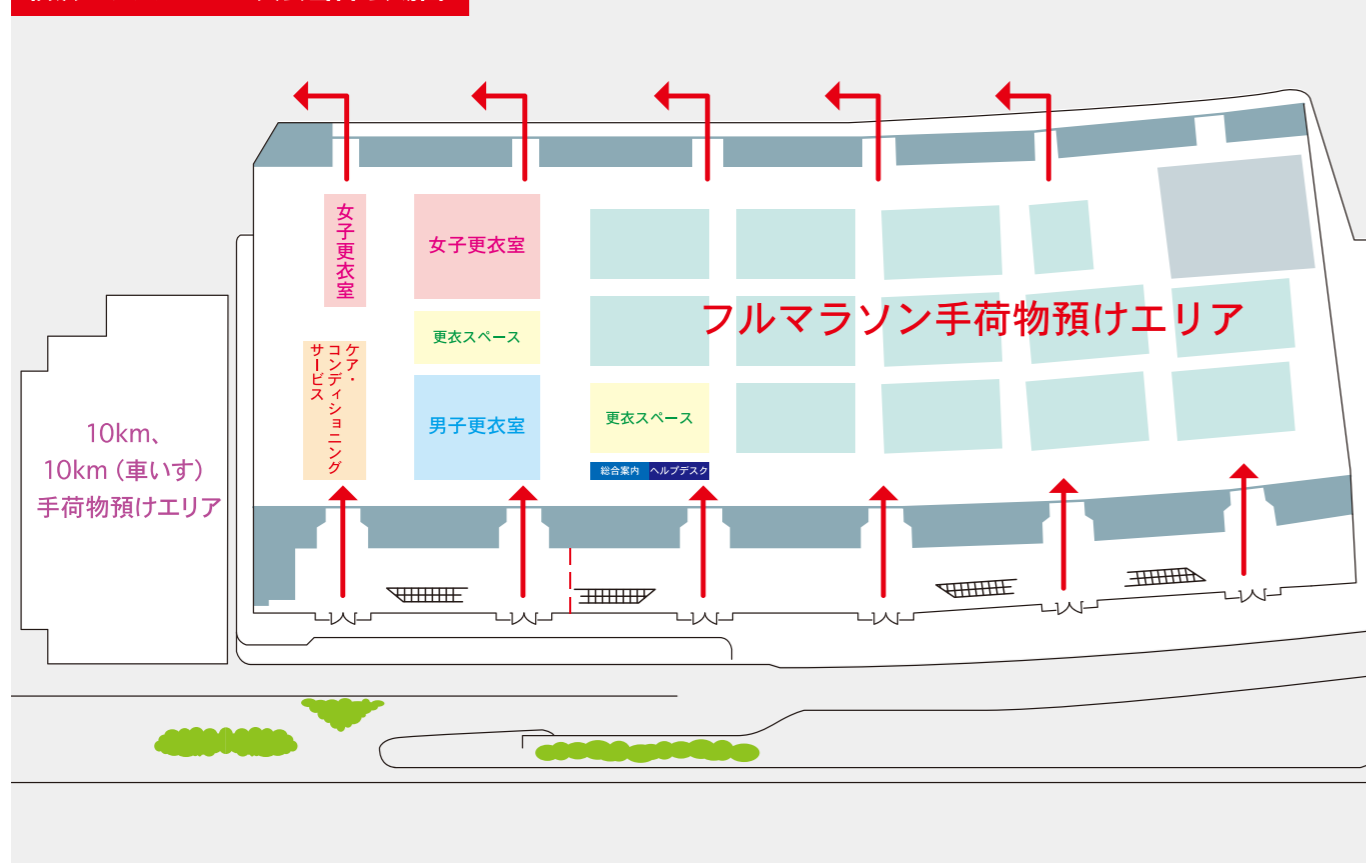 女子更衣室
女子更衣室
更衣スペース
ケア・
コンディショニング
サービス
男子更衣室
更衣スペース
総合案内 ヘルプデスク
フルマラソン手荷物預けエリア
10km、
10km（車いす）
手荷物預けエリア